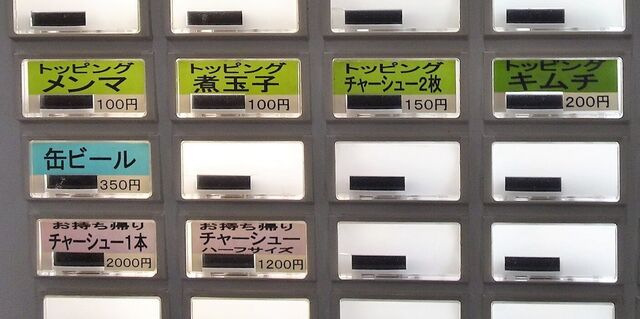 トッピング
メンマ
100円
トッピング
煮玉子
100円
トッピング
チャーシュー2枚
150円
トッピング
キムチ
200円
缶ビール
350円
お持ち帰り
チャーシュー1本
2000円
お持ち帰り
チャーシュー
ハーフサイズ
1200円